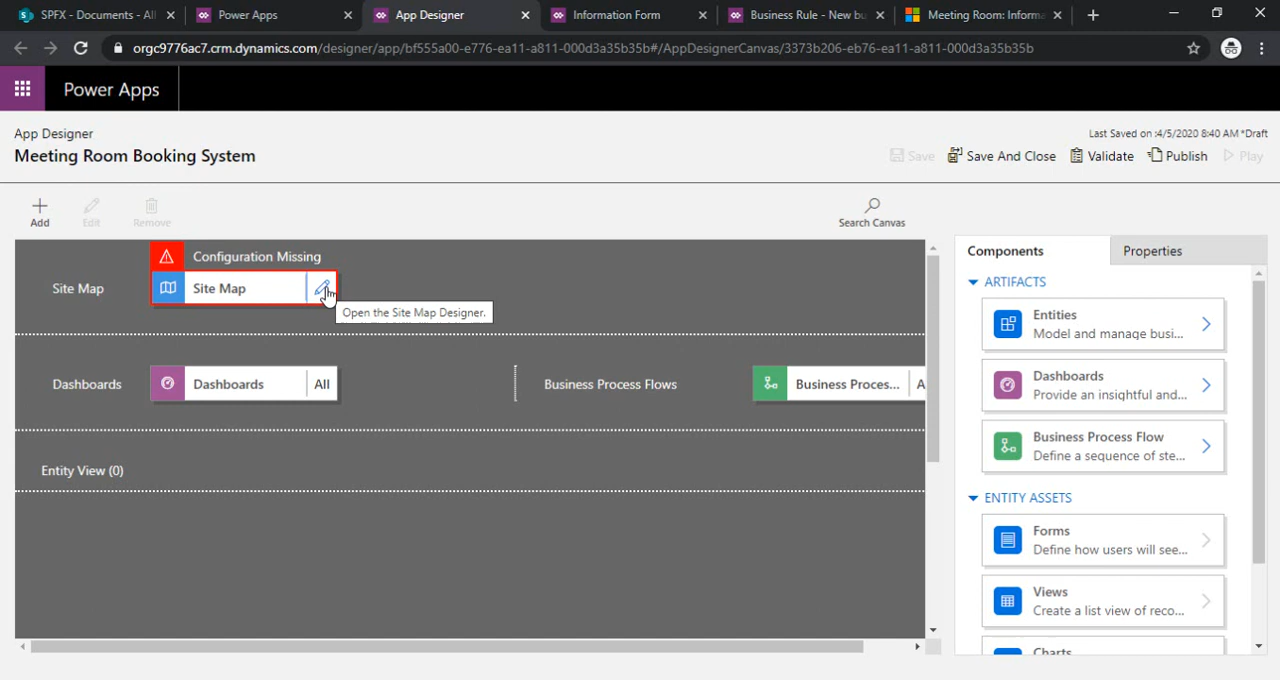 SPFX - Documents - All
Power Apps
App Designer
Information Form
Business Rule - New bu
Meeting Room: Informa
orgc9776ac7.crm.dynamics.com/designer/app/bf555a00-e776-ea11-a811-000d3a35b35b#/AppDesignerCanvas/3373b206-eb76-ea11-a811-000d3a35b35b
Power Apps
App Designer
Last Saved on :4/5/2020 8:40 AM *Draft
Meeting Room Booking System
Save
Save And Close
Validate
Publish
Play
Add
Edit
Remove
Search Canvas
Configuration Missing
Site Map
Site Map
Open the Site Map Designer.
Dashboards
Dashboards
All
Business Process Flows
Business Proces...
A
Entity View (0)
Components
Properties
ARTIFACTS
Entities
Model and manage busi...
Dashboards
Provide an insightful and...
Business Process Flow
Define a sequence of ste...
ENTITY ASSETS
Forms
Define how users will see...
Views
Create a list view of reco...
Charts